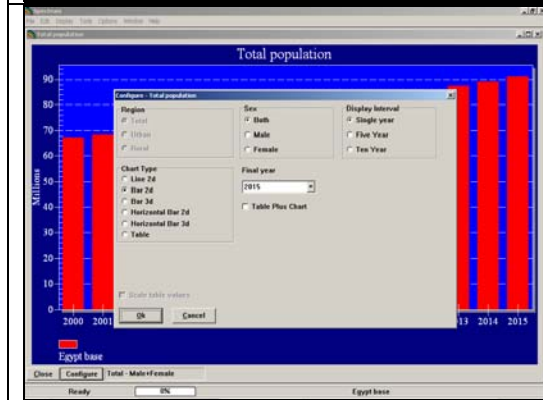 Spectrum
File Edit Display Tools Options Window Help
Total population
Total population
90
80
70
60
50
40
30
20
10
0
Millions
2000 2001 13 2014 2015
Egypt base
Configure - Total population
Region
Total
Urban
Rural
Sex
Both
Male
Female
Display Interval
Single year
Five Year
Ten Year
Chart Type
Line 2d
Bar 2d
Bar 3d
Horizontal Bar 2d
Horizontal Bar 3d
Table
Final year
2015
Table Plus Chart
Scale table values
Ok Cancel
Close Configure Total - Male+Female
Ready 0% Egypt base